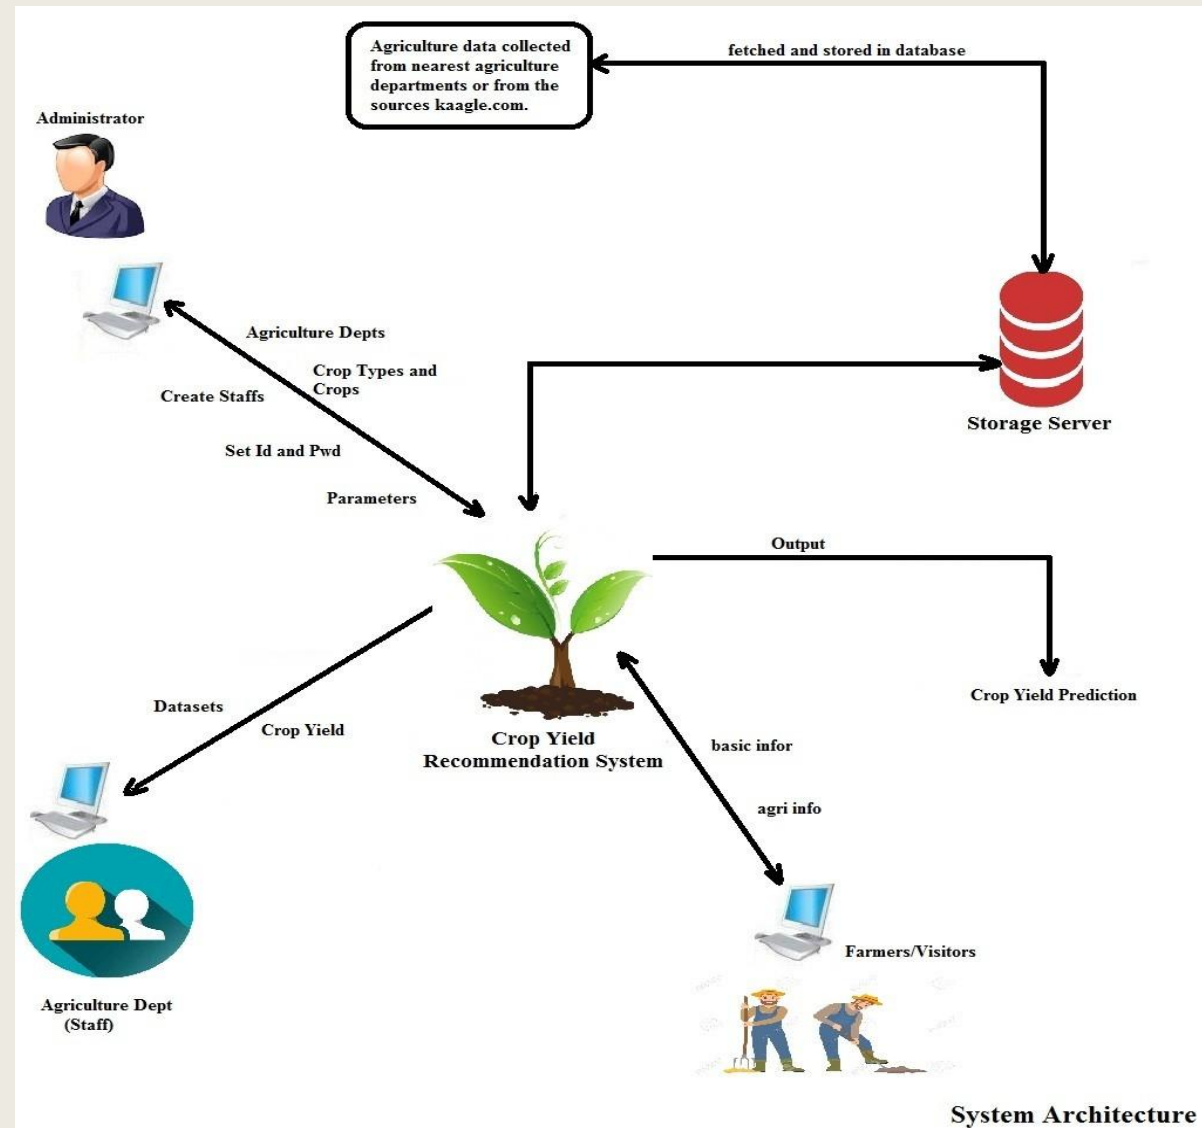 Agriculture data collected
from nearest agriculture
departments or from the
sources kaagle.com.
fetched and stored in database
Administrator
Agriculture Depts
Crop Types and
Crops
Create Staffs
Set Id and Pwd
Parameters
Storage Server
Output
Crop Yield Prediction
Datasets
Crop Yield
Crop Yield
Recommendation System
basic infor
agri info
Farmers/Visitors
Agriculture Dept
(Staff)
System Architecture